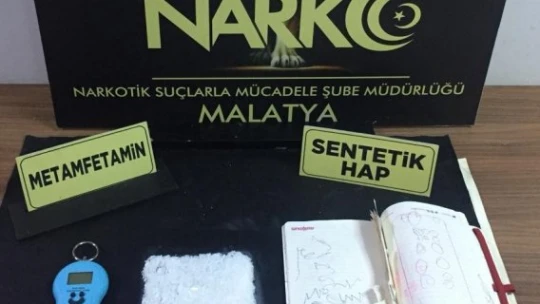 NARKO
NARKOTİK SUÇLARLA MÜCADELE ŞUBE MÜDÜRLÜĞÜ
MALATYA
METAMFETAMİN
SENTETİK
HAP